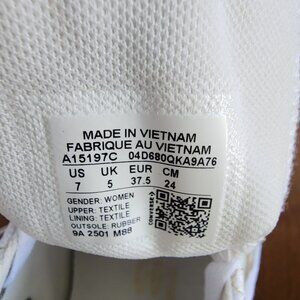 MADE IN VIETNAM
FABRIQUE AU VIETNAM
A15197C 04D680QKA9A76
US UK EUR CM
7 5 37.5 24
GENDER: WOMEN
UPPER: TEXTILE
LINING: TEXTILE
OUTSOLE: RUBBER
9A 2501 M88
CONVERSE